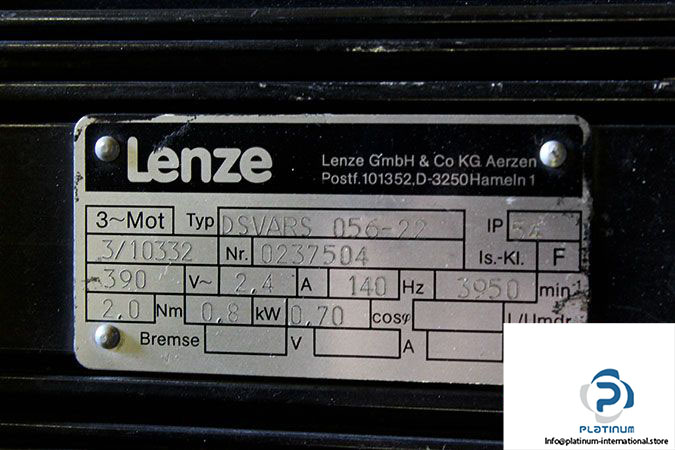 Lenze
Lenze GmbH & Co KG Aerzen
Postf.101352,D-3250Hameln1
3~Mot Typ DSVARS 056-22 IP 54
3/10332 Nr. 0237504 Is.-Kl. F
390 V~ 2,4 A 140 Hz 3950 min-1
2,0 Nm 0,8 kW 0,70 cosφ I/Umdr.
Bremse V A
PLATINUM
Info@platinum-international.store